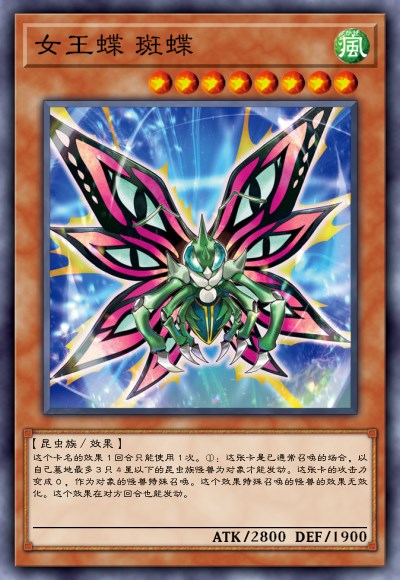 女王蝶 斑蝶
風
【昆虫族／效果】
这个卡名的效果１回合只能使用１次。①：这张卡是已通常召唤的场合，以
自己墓地最多３只４星以下的昆虫族怪兽为对象才能发动。这张卡的攻击力
变成０，作为对象的怪兽特殊召唤。这个效果特殊召唤的怪兽的效果无效
化。这个效果在对方回合也能发动。
ATK/2800 DEF/1900